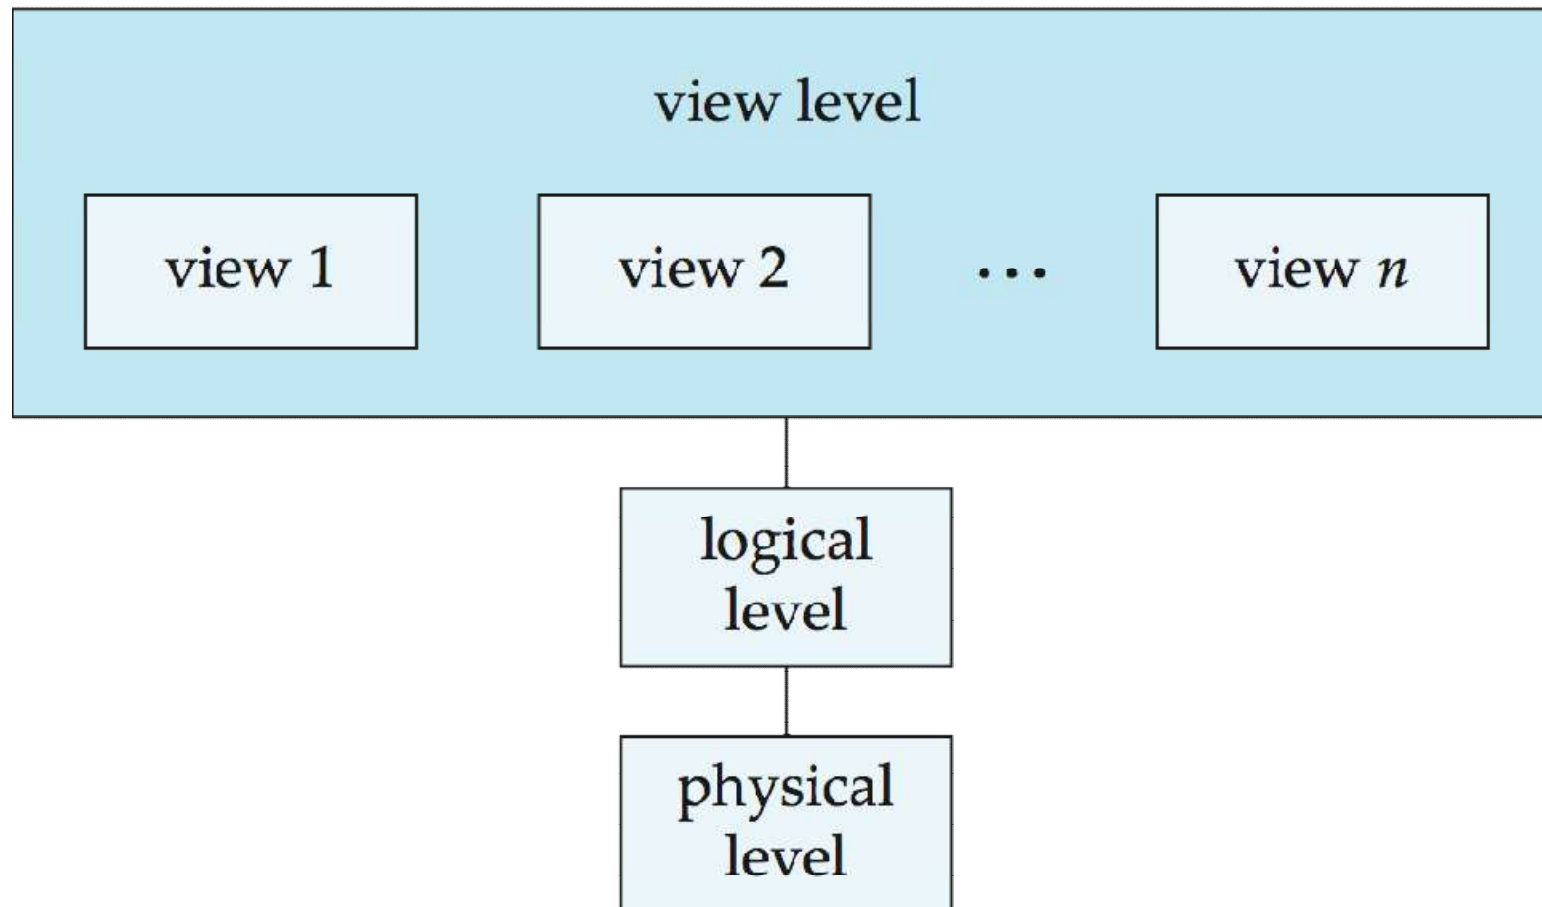 view level
view 1
view 2
...
view n
logical
level
physical
level